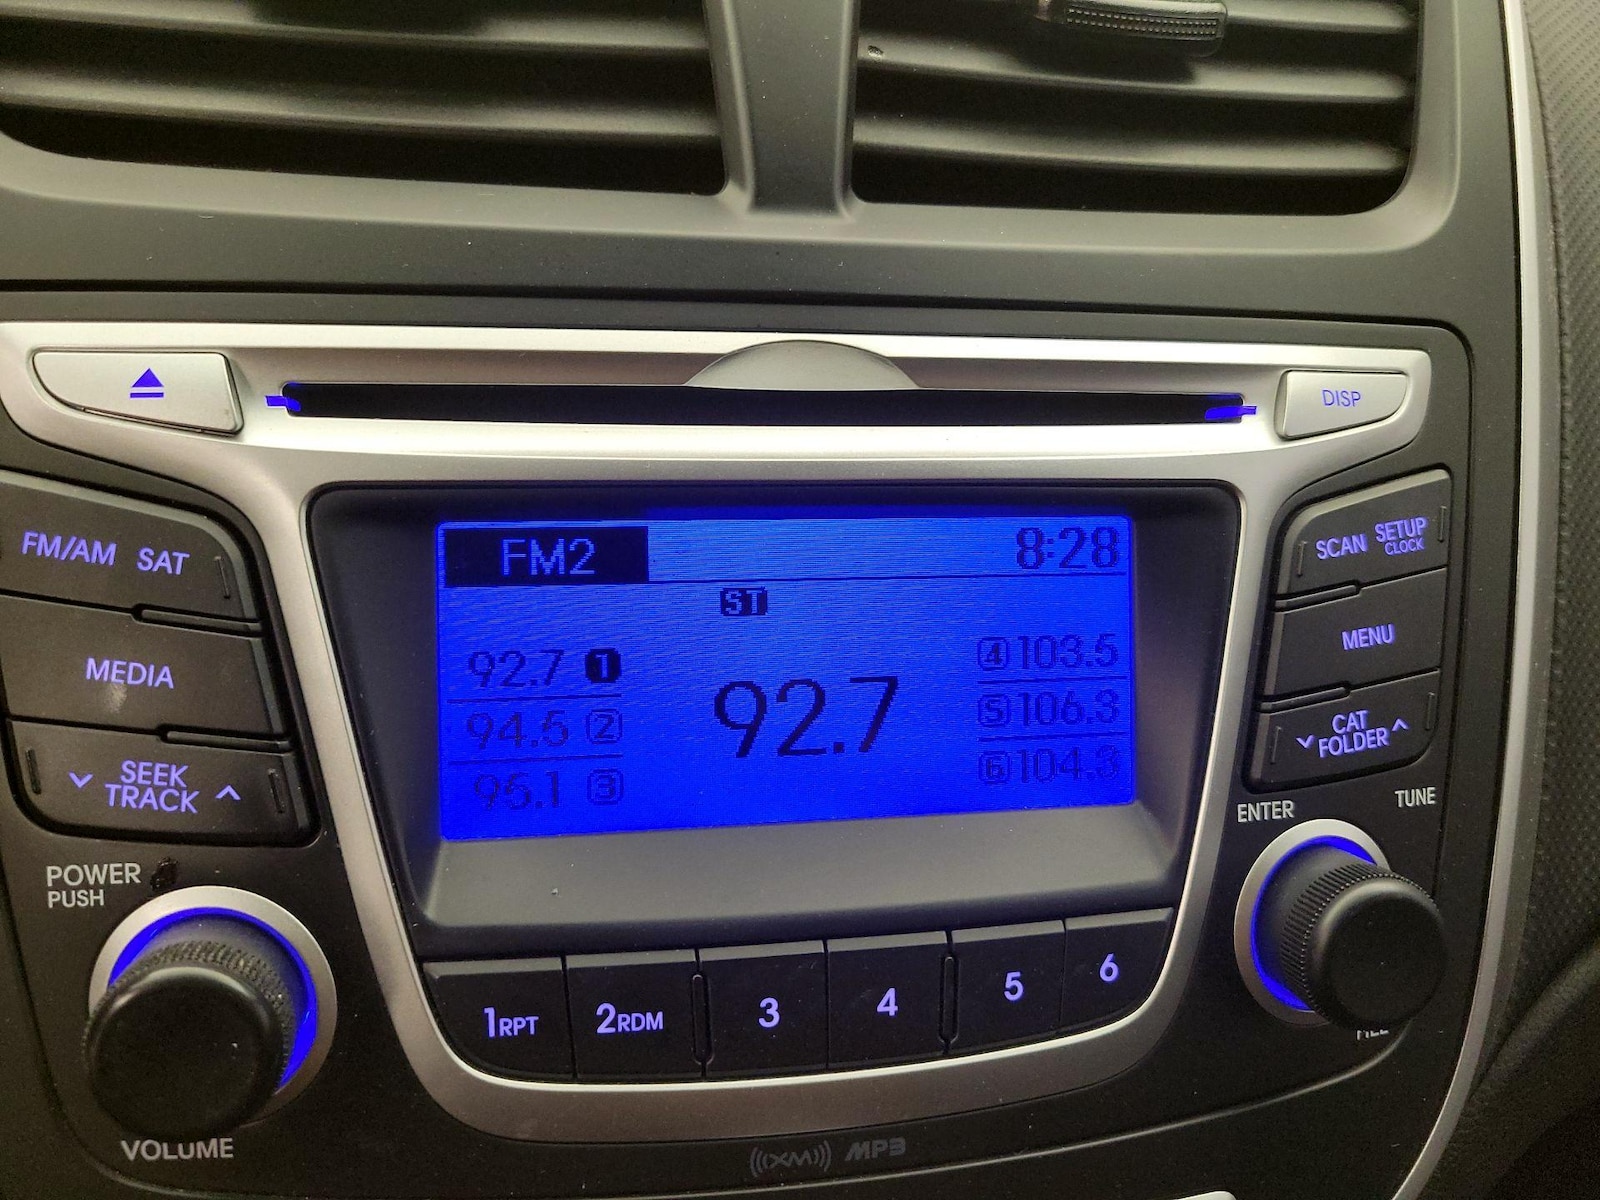 DISP
FM/AM SAT
FM2
8:28
SCAN SETUP
CLOCK
ST
MEDIA
92.7 1
94.5 2
95.1 3
92.7
4 103.5
5 106.3
6 104.3
MENU
SEEK
TRACK
CAT
FOLDER
POWER
PUSH
ENTER
TUNE
1RPT
2RDM
3
4
5
6
VOLUME
((XM)) MP3